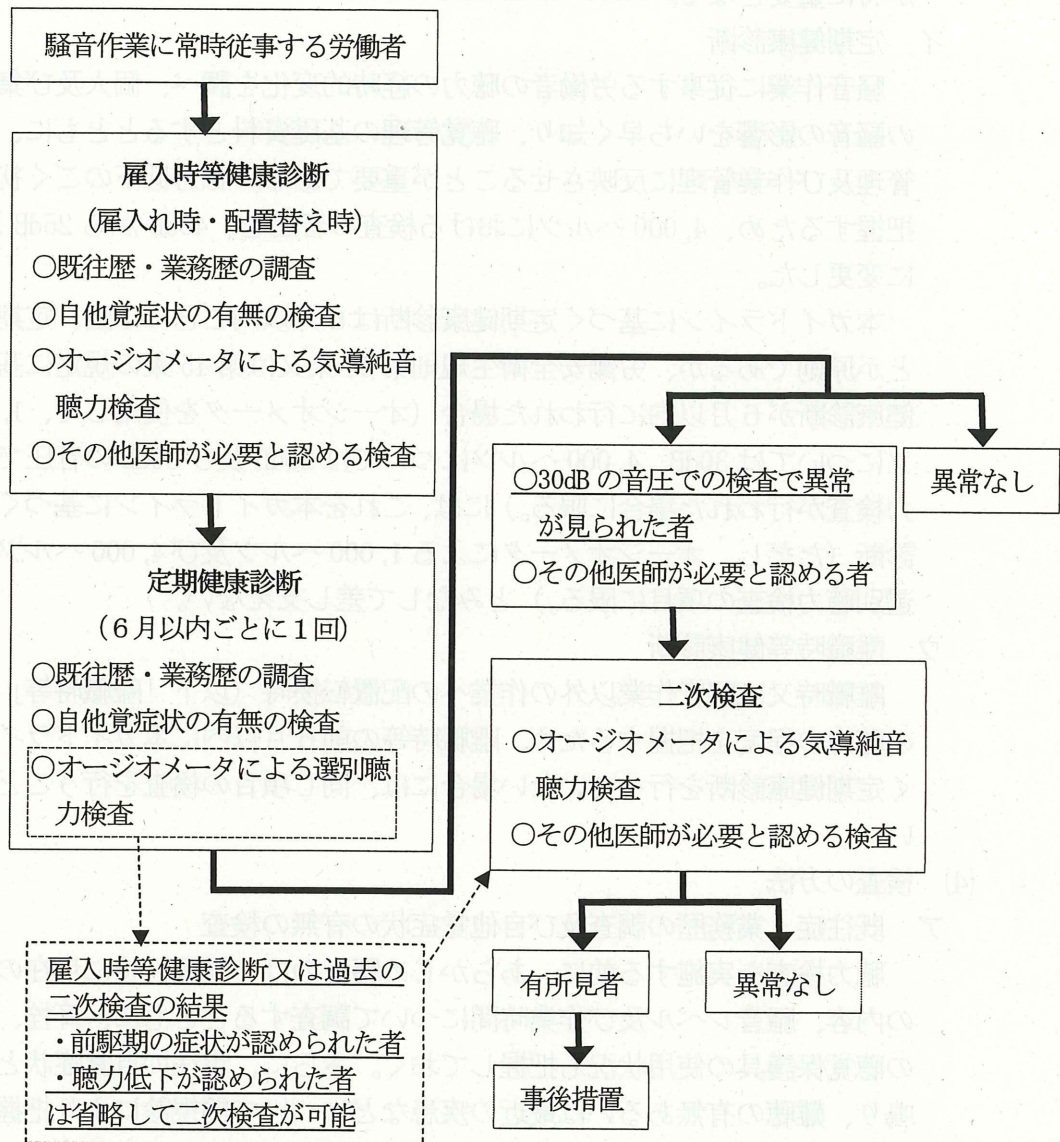 騒音作業に常時従事する労働者
雇入時等健康診断
(雇入れ時・配置替え時)
○既往歴・業務歴の調査
○自他覚症状の有無の検査
○オージオメータによる気導純音
聴力検査
○その他医師が必要と認める検査
定期健康診断
(6月以内ごとに1回)
○既往歴・業務歴の調査
○自他覚症状の有無の検査
○オージオメータによる選別聴
力検査
雇入時等健康診断又は過去の
二次検査の結果
・前駆期の症状が認められた者
・聴力低下が認められた者
は省略して二次検査が可能
○30dBの音圧での検査で異常
が見られた者
○その他医師が必要と認める者
異常なし
二次検査
○オージオメータによる気導純音
聴力検査
○その他医師が必要と認める検査
有所見者
異常なし
事後措置